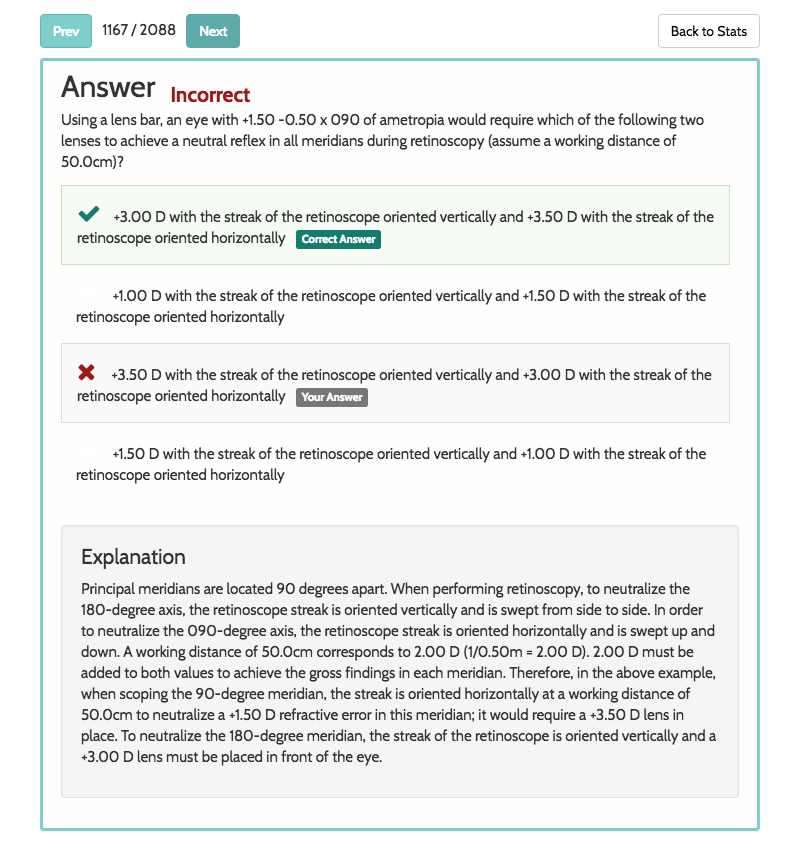 Prev 1167 / 2088 Next Back to Stats
Answer Incorrect
Using a lens bar, an eye with +1.50 -0.50 x 090 of ametropia would require which of the following two
lenses to achieve a neutral reflex in all meridians during retinoscopy (assume a working distance of
50.0cm)?
+3.00 D with the streak of the retinoscope oriented vertically and +3.50 D with the streak of the
retinoscope oriented horizontally Correct Answer
+1.00 D with the streak of the retinoscope oriented vertically and +1.50 D with the streak of the
retinoscope oriented horizontally
+3.50 D with the streak of the retinoscope oriented vertically and +3.00 D with the streak of the
retinoscope oriented horizontally Your Answer
+1.50 D with the streak of the retinoscope oriented vertically and +1.00 D with the streak of the
retinoscope oriented horizontally
Explanation
Principal meridians are located 90 degrees apart. When performing retinoscopy, to neutralize the
180-degree axis, the retinoscope streak is oriented vertically and is swept from side to side. In order
to neutralize the 090-degree axis, the retinoscope streak is oriented horizontally and is swept up and
down. A working distance of 50.0cm corresponds to 2.00 D (1/0.50m = 2.00 D). 2.00 D must be
added to both values to achieve the gross findings in each meridian. Therefore, in the above example,
when scoping the 90-degree meridian, the streak is oriented horizontally at a working distance of
50.0cm to neutralize a +1.50 D refractive error in this meridian; it would require a +3.50 D lens in
place. To neutralize the 180-degree meridian, the streak of the retinoscope is oriented vertically and a
+3.00 D lens must be placed in front of the eye.